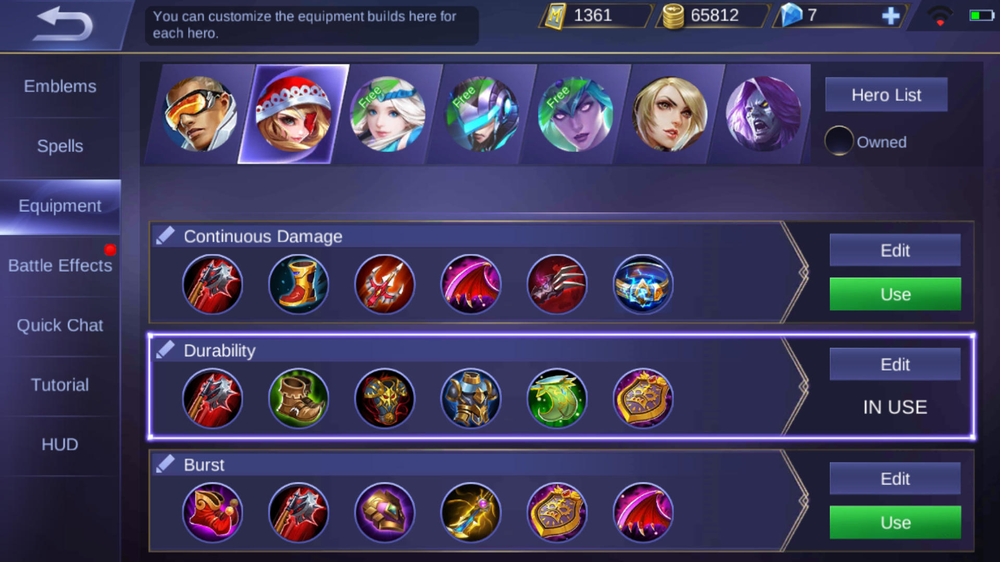 You can customize the equipment builds here for
each hero.
1361
65812
7
Emblems
Spells
Equipment
Battle Effects
Quick Chat
Tutorial
HUD
Free
Free
Free
Hero List
Owned
Continuous Damage
Edit
Use
Durability
Edit
IN USE
Burst
Edit
Use